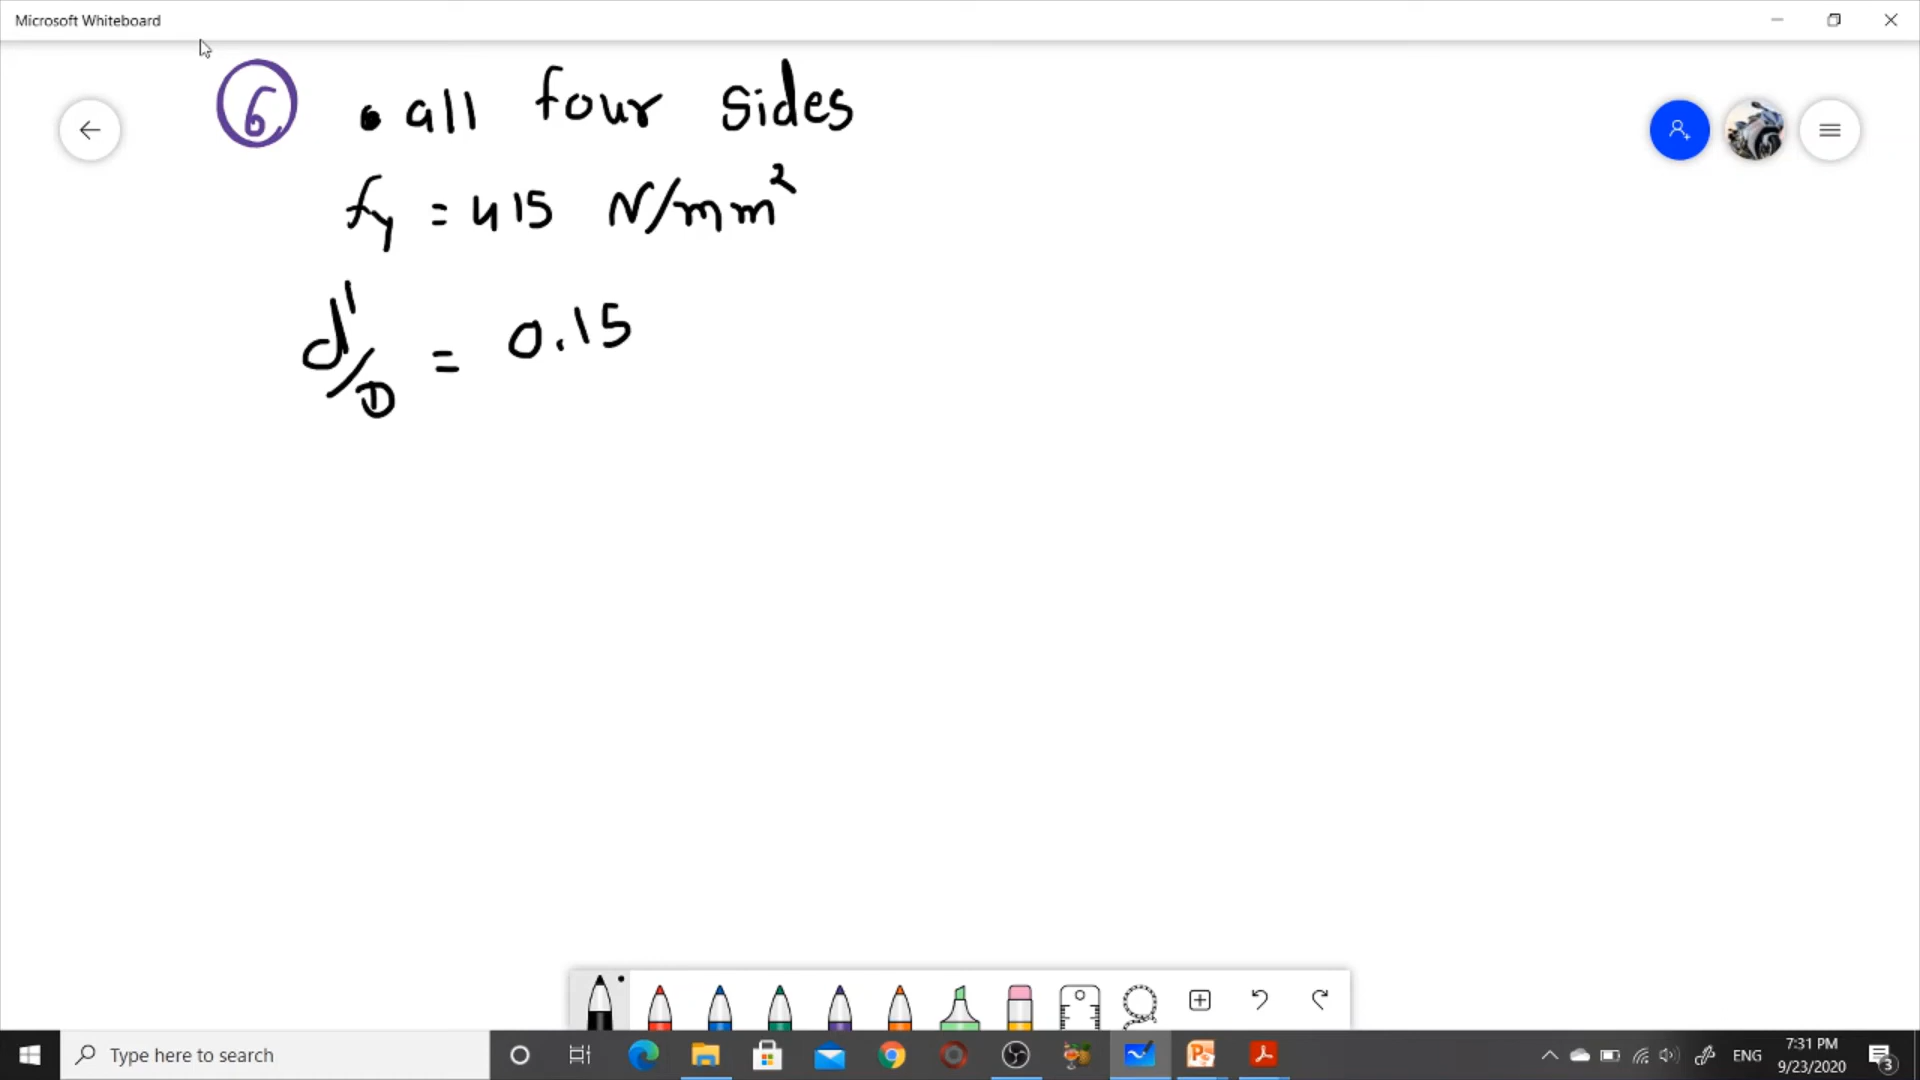 Microsoft Whiteboard
6 • all four sides
fy = 415 N/mm²
d'/D = 0.15
Type here to search
ENG
7:31 PM
9/23/2020
3